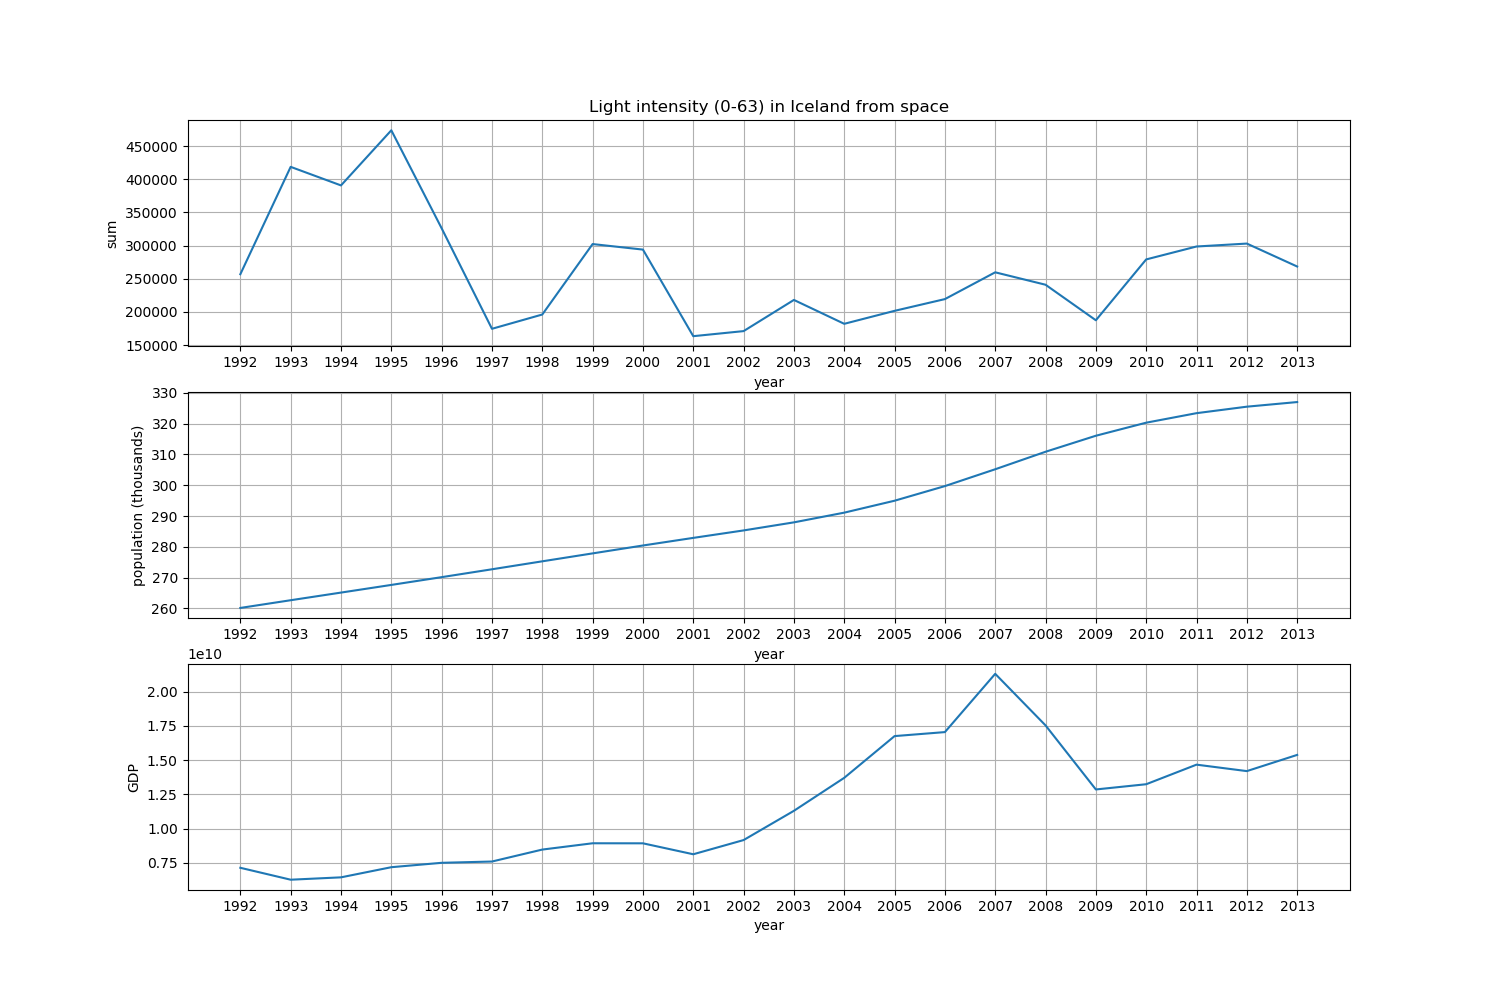 Light intensity (0-63) in Iceland from space
450000
400000
350000
300000
250000
200000
150000
sum
1992 1993 1994 1995 1996 1997 1998 1999 2000 2001 2002 2003 2004 2005 2006 2007 2008 2009 2010 2011 2012 2013
year
330
320
310
300
290
280
270
260
population (thousands)
1992 1993 1994 1995 1996 1997 1998 1999 2000 2001 2002 2003 2004 2005 2006 2007 2008 2009 2010 2011 2012 2013
year
1e10
2.00
1.75
1.50
1.25
1.00
0.75
GDP
1992 1993 1994 1995 1996 1997 1998 1999 2000 2001 2002 2003 2004 2005 2006 2007 2008 2009 2010 2011 2012 2013
year